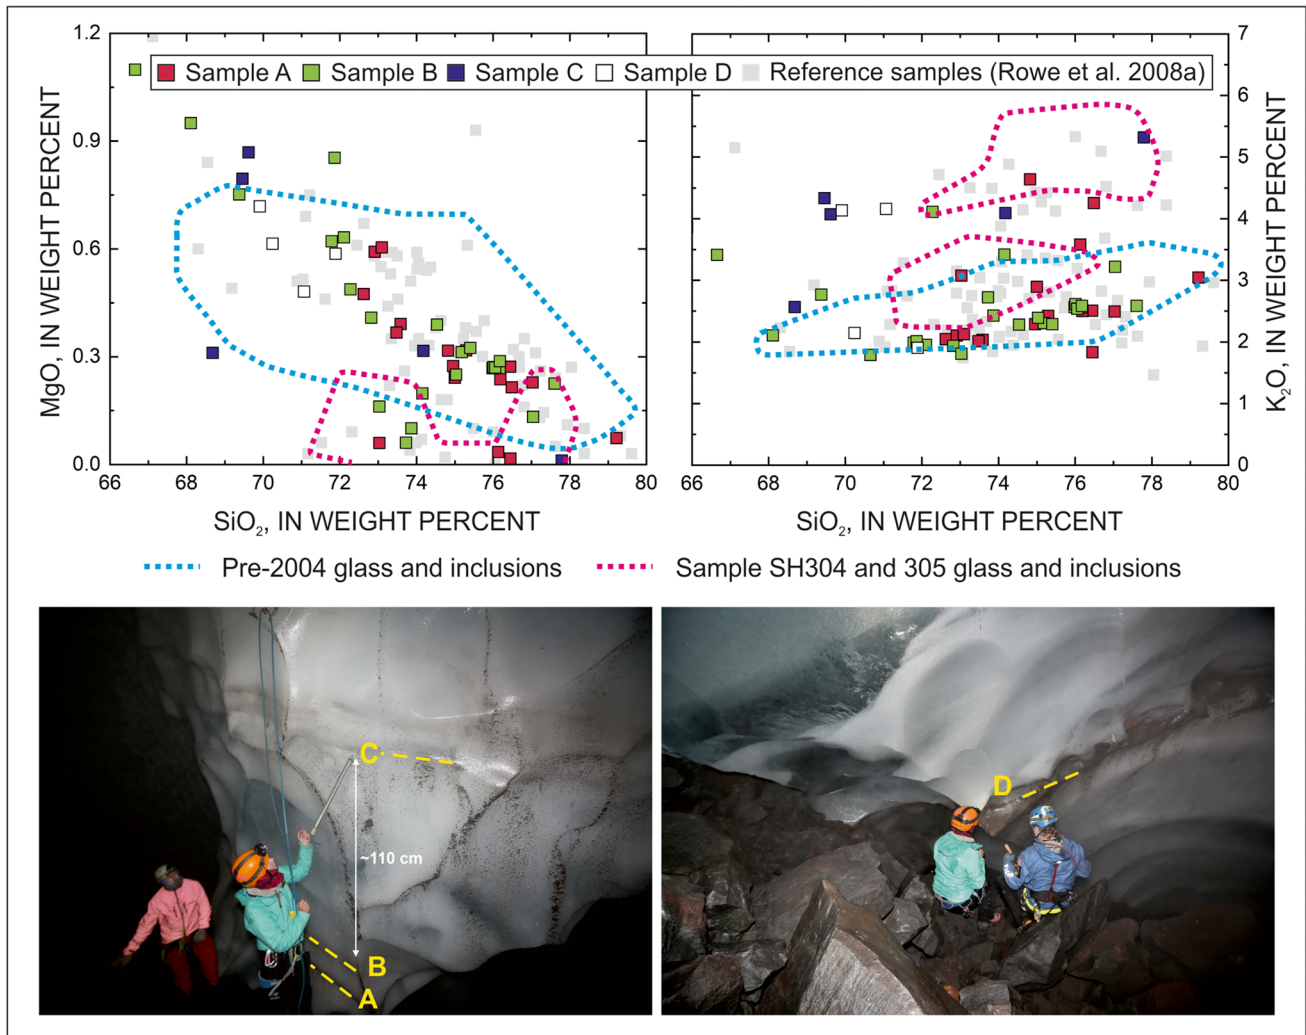 1.2
0.9
0.6
0.3
0.0
MgO, IN WEIGHT PERCENT
Sample A Sample B Sample C Sample D Reference samples (Rowe et al. 2008a)
7
6
5
4
3
2
1
0
K₂O, IN WEIGHT PERCENT
66 68 70 72 74 76 78 80
66 68 70 72 74 76 78 80
SiO₂, IN WEIGHT PERCENT
SiO₂, IN WEIGHT PERCENT
Pre-2004 glass and inclusions
Sample SH304 and 305 glass and inclusions
C
~110 cm
B
A
D